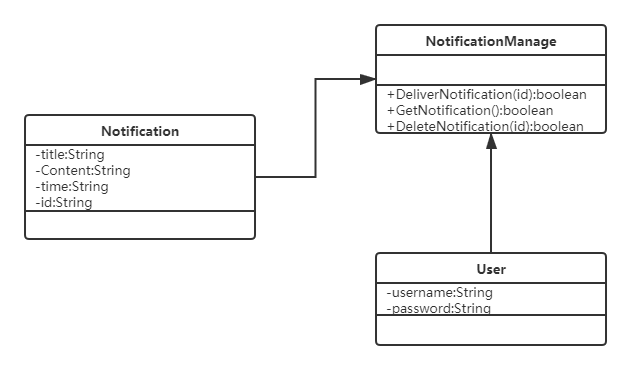 NotificationManage
+DeliverNotification(id):boolean
+GetNotification():boolean
+DeleteNotification(id):boolean
Notification
-title:String
-Content:String
-time:String
-id:String
User
-username:String
-password:String